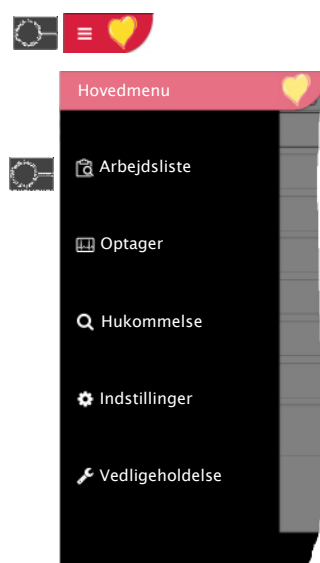 Hovedmenu
Arbejdsliste
Optager
Hukommelse
Indstillinger
Vedligeholdelse